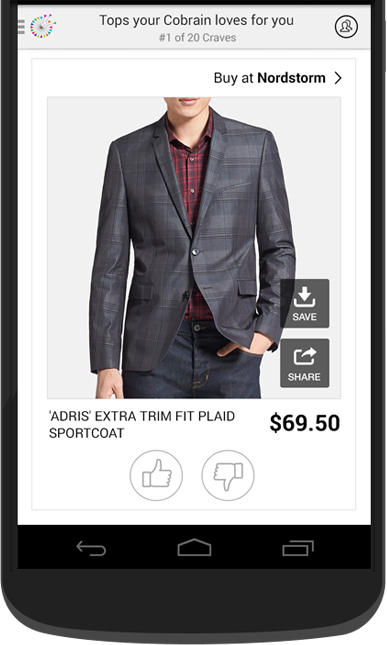 Tops your Cobrain loves for you
#1 of 20 Craves
Buy at Nordstorm
SAVE
SHARE
'ADRIS' EXTRA TRIM FIT PLAID
SPORTCOAT
$69.50